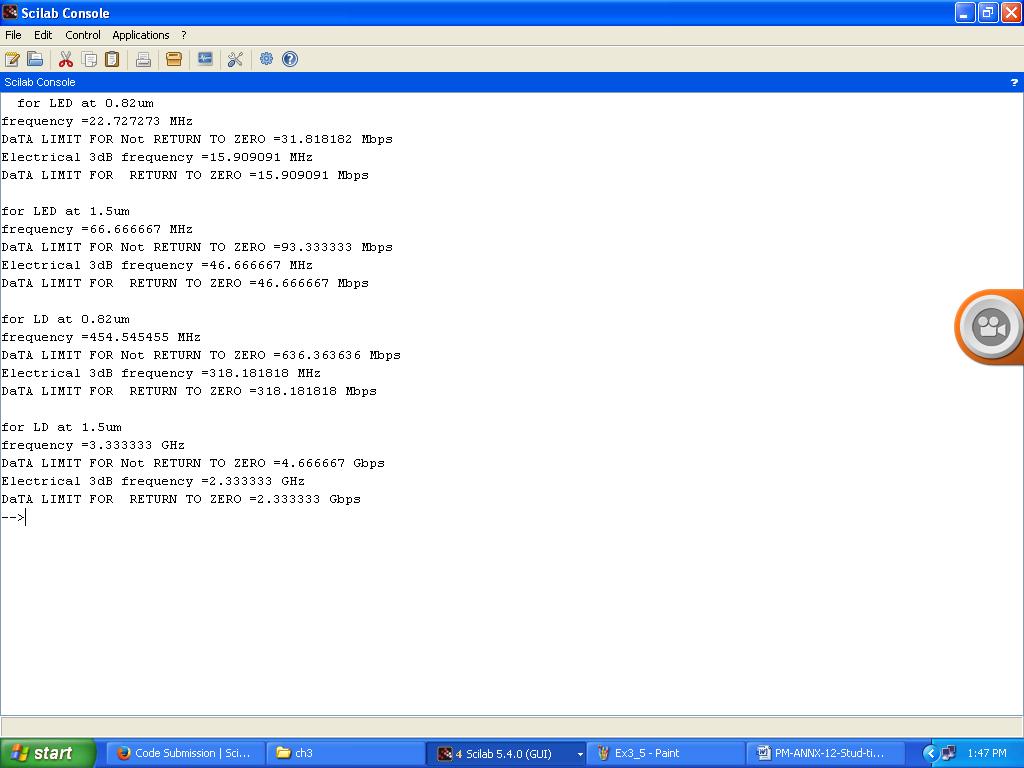 Scilab Console
File Edit Control Applications ?
Scilab Console ?
for LED at 0.82um
frequency =22.727273 MHz
DaTA LIMIT FOR Not RETURN TO ZERO =31.818182 Mbps
Electrical 3dB frequency =15.909091 MHz
DaTA LIMIT FOR  RETURN TO ZERO =15.909091 Mbps
for LED at 1.5um
frequency =66.666667 MHz
DaTA LIMIT FOR Not RETURN TO ZERO =93.333333 Mbps
Electrical 3dB frequency =46.666667 MHz
DaTA LIMIT FOR  RETURN TO ZERO =46.666667 Mbps
for LD at 0.82um
frequency =454.545455 MHz
DaTA LIMIT FOR Not RETURN TO ZERO =636.363636 Mbps
Electrical 3dB frequency =318.181818 MHz
DaTA LIMIT FOR  RETURN TO ZERO =318.181818 Mbps
for LD at 1.5um
frequency =3.333333 GHz
DaTA LIMIT FOR Not RETURN TO ZERO =4.666667 Gbps
Electrical 3dB frequency =2.333333 GHz
DaTA LIMIT FOR  RETURN TO ZERO =2.333333 Gbps
-->
start Code Submission | Sci... ch3 4 Scilab 5.4.0 (GUI) Ex3_5 - Paint PM-ANNX-12-Stud-ti... 1:47 PM